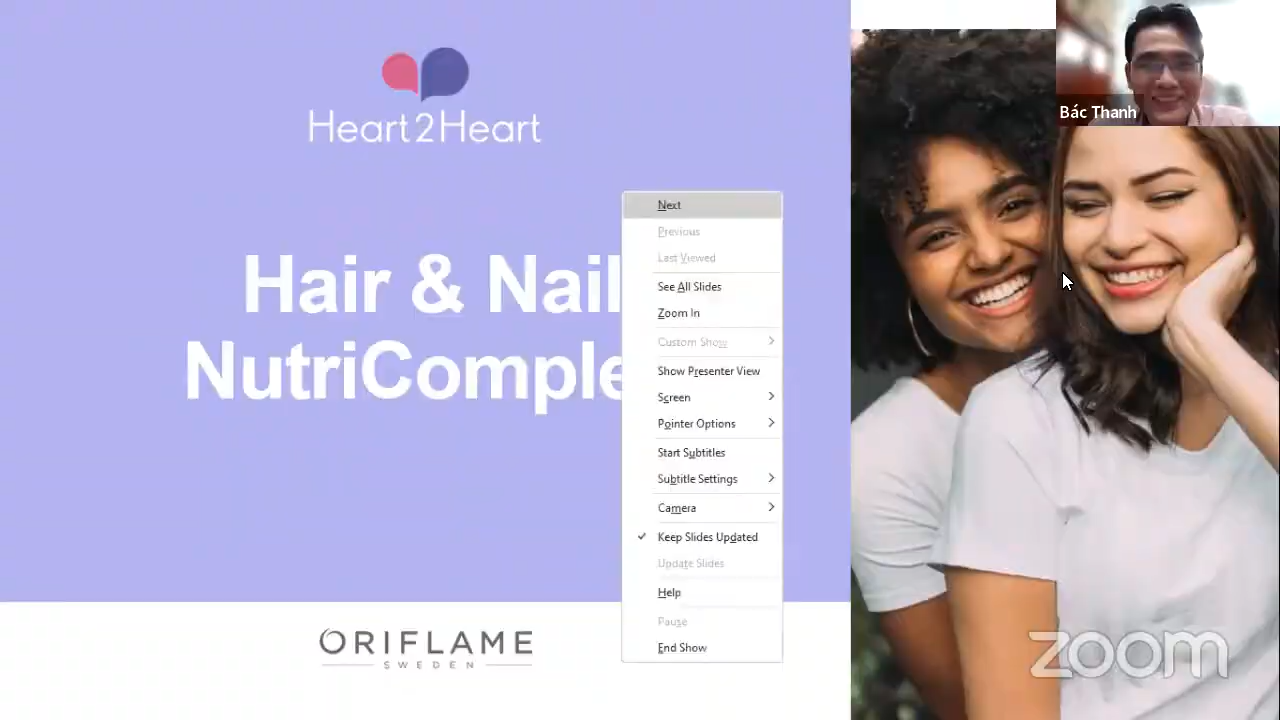 Heart2Heart
Hair & Nail
NutriComple
ORIFLAME
SWEDEN
Next
Previous
Last Viewed
See All Slides
Zoom In
Custom Show
Show Presenter View
Screen
Pointer Options
Start Subtitles
Subtitle Settings
Camera
Keep Slides Updated
Update Slides
Help
Pause
End Show
Bác Thanh
zoom